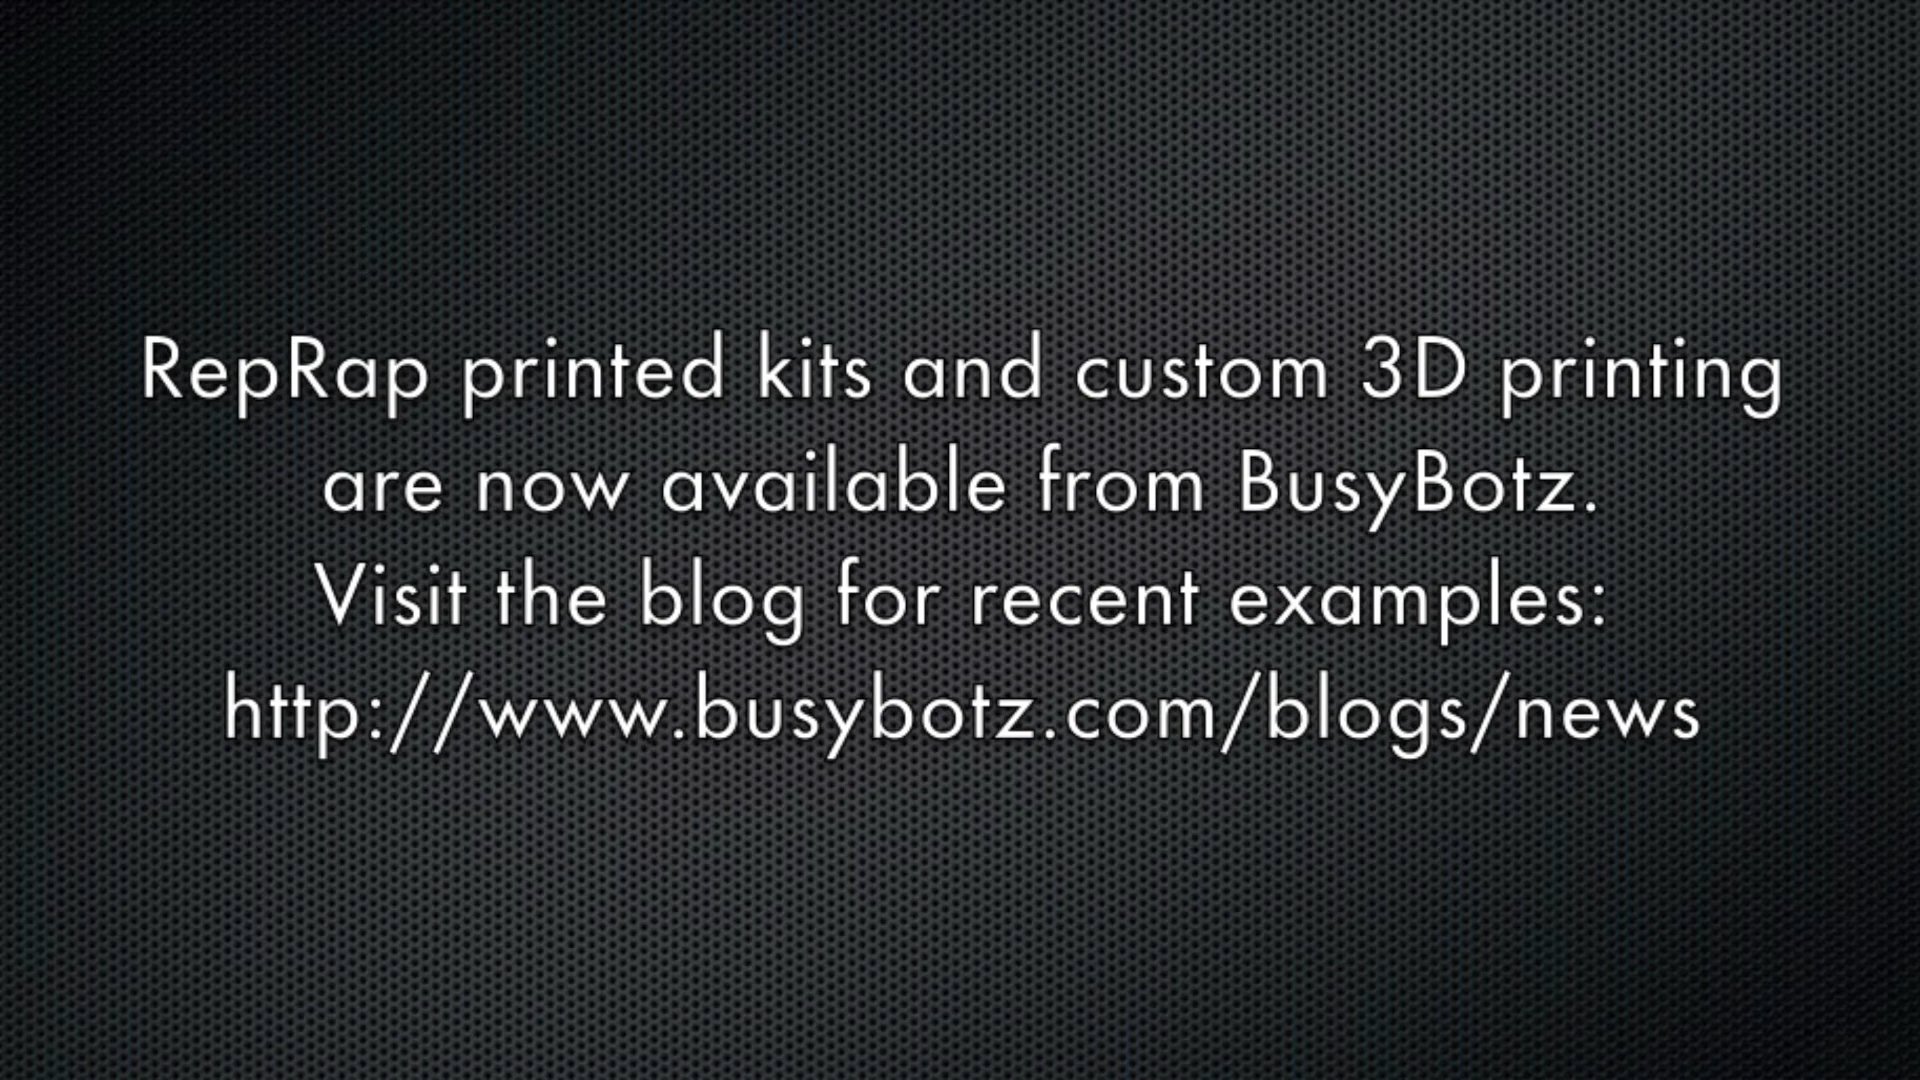 RepRap printed kits and custom 3D printing
are now available from BusyBotz.
Visit the blog for recent examples:
http://www.busybotz.com/blogs/news